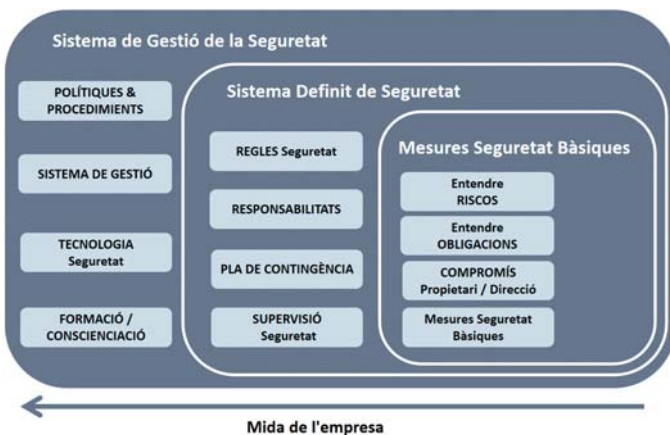 Sistema de Gestió de la Seguretat
POLÍTIQUES &
PROCEDIMIENTS
SISTEMA DE GESTIÓ
TECNOLOGIA
Seguretat
FORMACIÓ /
CONSCIENCIACIÓ
Sistema Definit de Seguretat
REGLES Seguretat
RESPONSABILITATS
PLA DE CONTINGÈNCIA
SUPERVISIÓ
Seguretat
Mesures Seguretat Bàsiques
Entendre
RISCOS
Entendre
OBLIGACIONS
COMPROMÍS
Propietari / Direcció
Mesures Seguretat
Bàsiques
Mida de l'empresa